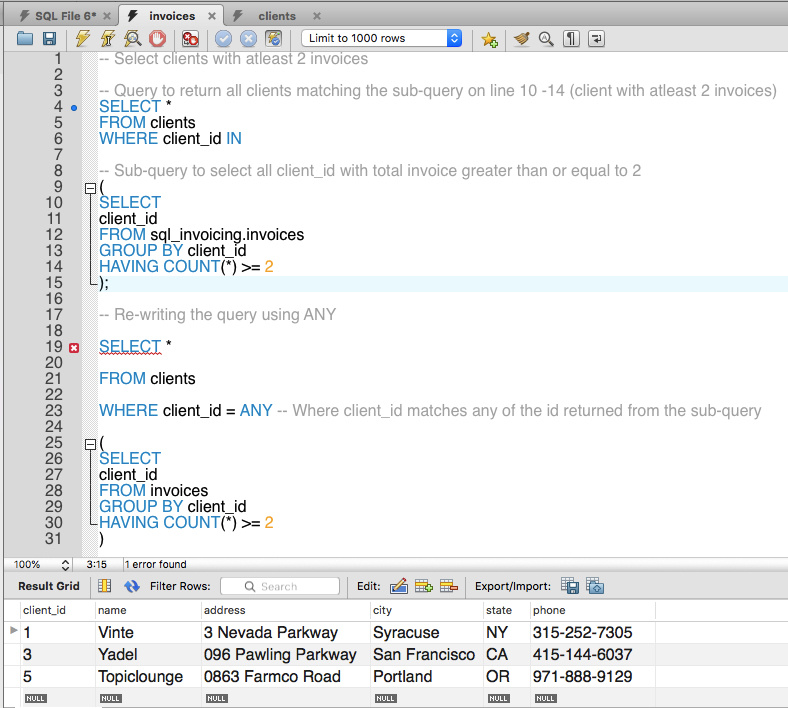 SQL File 6* invoices clients
Limit to 1000 rows
1 -- Select clients with atleast 2 invoices
2
3 -- Query to return all clients matching the sub-query on line 10 -14 (client with atleast 2 invoices)
4 SELECT *
5 FROM clients
6 WHERE client_id IN
7
8 -- Sub-query to select all client_id with total invoice greater than or equal to 2
9 (
10 SELECT
11 client_id
12 FROM sql_invoicing.invoices
13 GROUP BY client_id
14 HAVING COUNT(*) >= 2
15 );
16
17 -- Re-writing the query using ANY
18
19 SELECT *
20
21 FROM clients
22
23 WHERE client_id = ANY -- Where client_id matches any of the id returned from the sub-query
24
25 (
26 SELECT
27 client_id
28 FROM invoices
29 GROUP BY client_id
30 HAVING COUNT(*) >= 2
31 )
100% 3:15 1 error found
Result Grid Filter Rows: Search Edit: Export/Import:
client_id name address city state phone
1 Vinte 3 Nevada Parkway Syracuse NY 315-252-7305
3 Yadel 096 Pawling Parkway San Francisco CA 415-144-6037
5 Topiclounge 0863 Farmco Road Portland OR 971-888-9129
NULL NULL NULL NULL NULL NULL